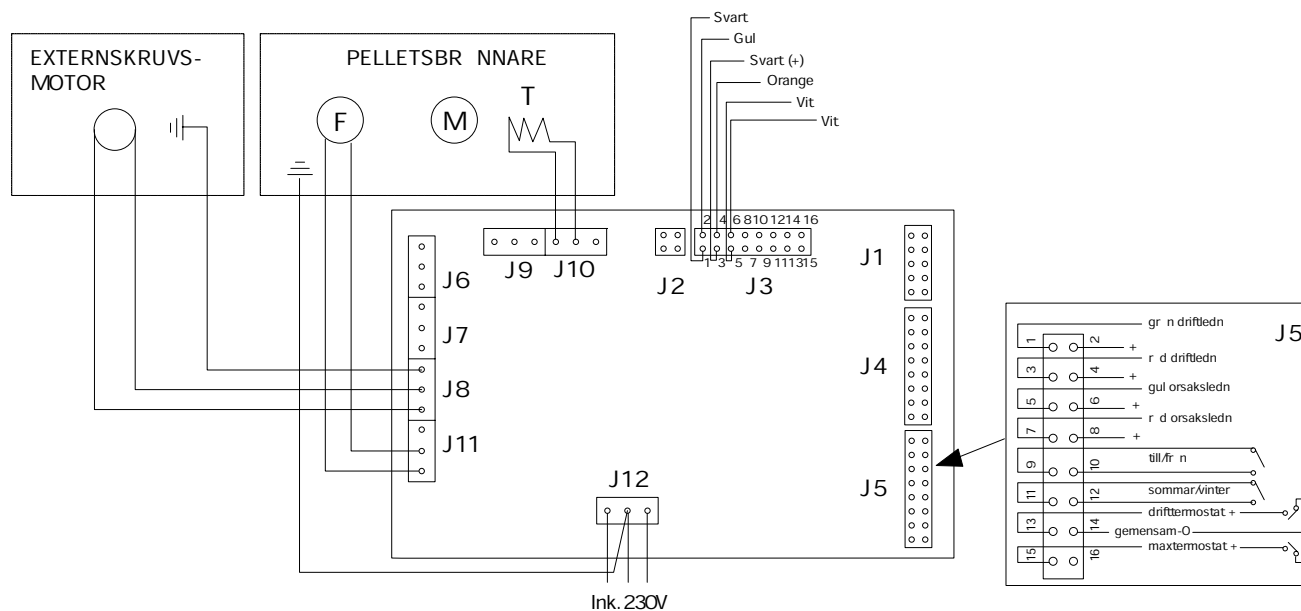 EXTERNSKRUVS-
MOTOR
PELLETSBR NNARE
F
M
T
Svart
Gul
Svart (+)
Orange
Vit
Vit
2 4 6 8 10 12 14 16
1 3 5 7 9 11 13 15
J9
J10
J2
J3
J1
J6
J7
J8
J11
J4
J5
J12
Ink. 230V
J5
gr n driftledn
1
2
+
r d driftledn
3
4
+
gul orsaksledn
5
6
+
r d orsaksledn
7
8
+
till/fr n
9
10
sommar/vinter
11
12
drifttermostat +
13
14
gemensam-O
maxtermostat +
15
16